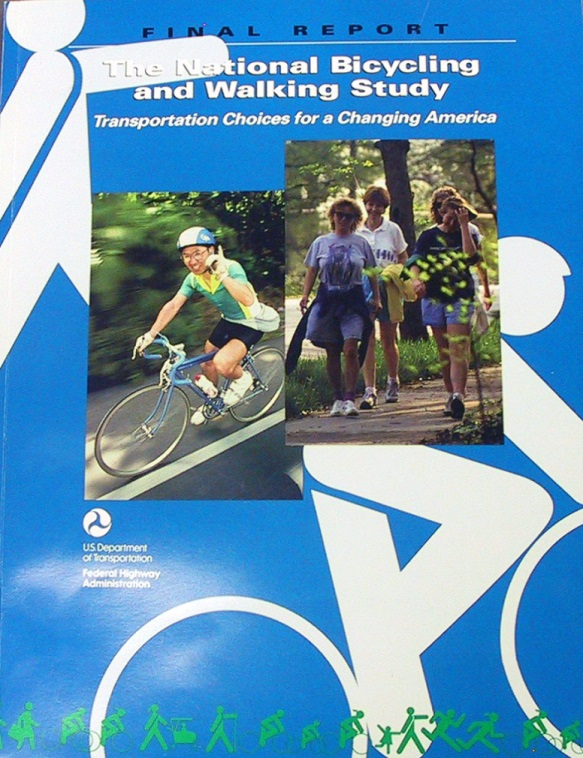 FINAL REPORT
The National Bicycling
and Walking Study
Transportation Choices for a Changing America
U.S. Department
of Transportation
Federal Highway
Administration